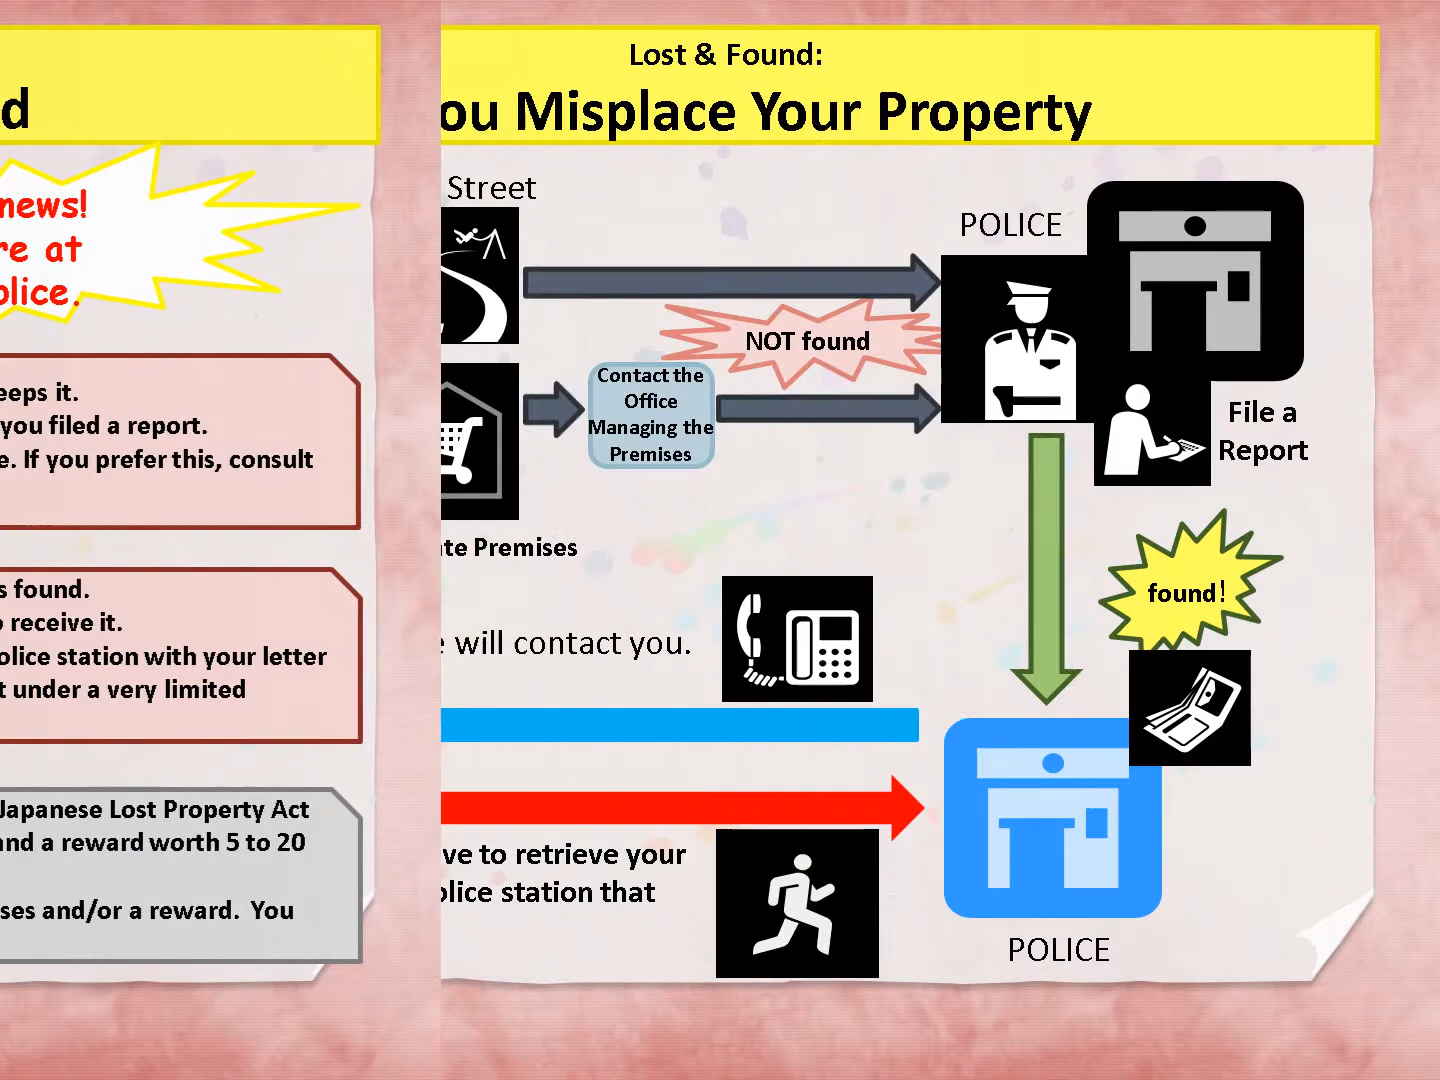 d
news!
re at
olice.
eeps it.
you filed a report.
e. If you prefer this, consult
s found.
o receive it.
olice station with your letter
t under a very limited
Japanese Lost Property Act
and a reward worth 5 to 20
ses and/or a reward. You
Lost & Found:
ou Misplace Your Property
Street
POLICE
NOT found
Contact the
Office
Managing the
Premises
File a
Report
te Premises
found!
e will contact you.
ve to retrieve your
olice station that
POLICE